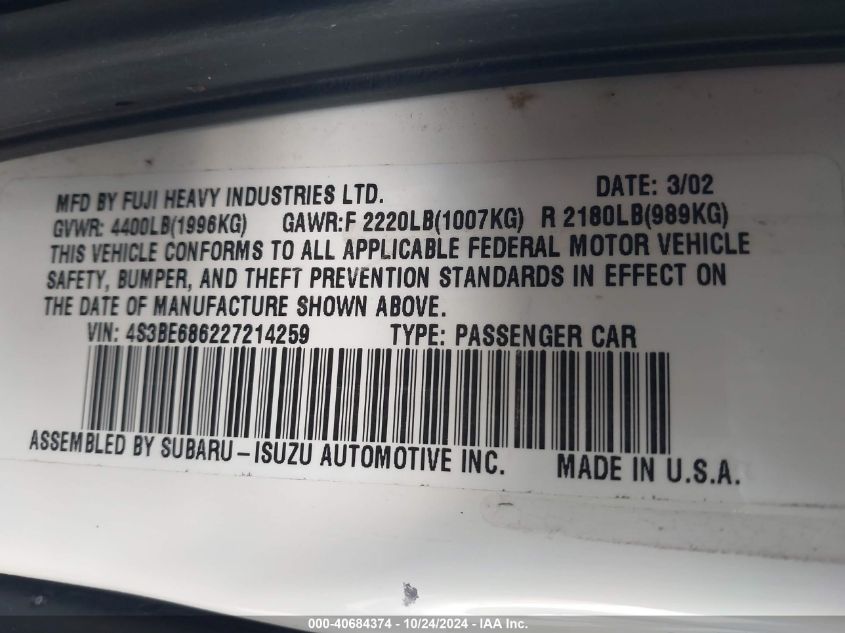 MFD BY FUJI HEAVY INDUSTRIES LTD. DATE: 3/02
GVWR: 4400LB(1996KG) GAWR:F 2220LB(1007KG) R 2180LB(989KG)
THIS VEHICLE CONFORMS TO ALL APPLICABLE FEDERAL MOTOR VEHICLE
SAFETY, BUMPER, AND THEFT PREVENTION STANDARDS IN EFFECT ON
THE DATE OF MANUFACTURE SHOWN ABOVE.
VIN: 4S3BE686227214259 TYPE: PASSENGER CAR
ASSEMBLED BY SUBARU-ISUZU AUTOMOTIVE INC. MADE IN U.S.A.
000-40684374 - 10/24/2024 - IAA Inc.